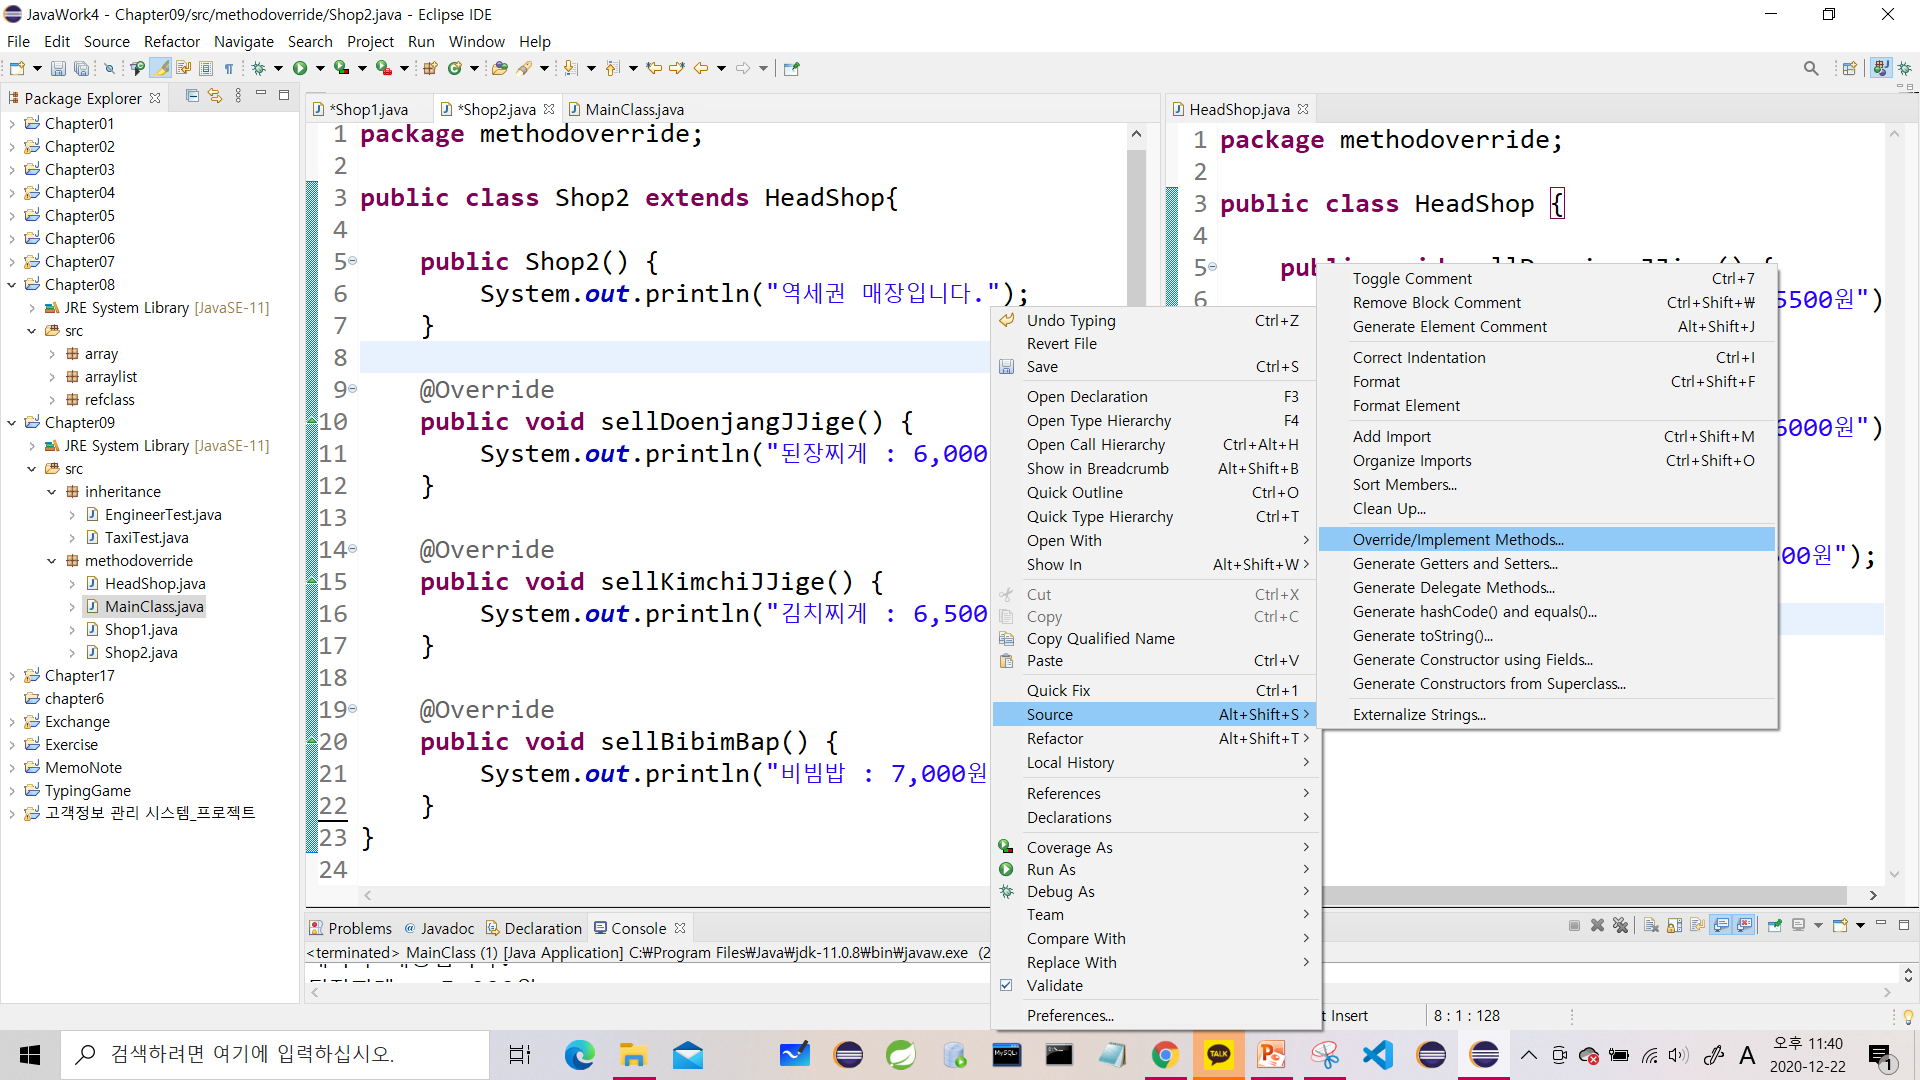 JavaWork4 - Chapter09/src/methodoverride/Shop2.java - Eclipse IDE
File Edit Source Refactor Navigate Search Project Run Window Help
Package Explorer
Chapter01
Chapter02
Chapter03
Chapter04
Chapter05
Chapter06
Chapter07
Chapter08
JRE System Library [JavaSE-11]
src
array
arraylist
refclass
Chapter09
JRE System Library [JavaSE-11]
src
inheritance
EngineerTest.java
TaxiTest.java
methodoverride
HeadShop.java
MainClass.java
Shop1.java
Shop2.java
Chapter17
chapter6
Exchange
Exercise
MemoNote
TypingGame
고객정보 관리 시스템_프로젝트
*Shop1.java *Shop2.java MainClass.java
1 package methodoverride;
2
3 public class Shop2 extends HeadShop{
4
5 public Shop2() {
6 System.out.println("역세권 매장입니다.");
7 }
8
9 @Override
10 public void sellDoenjangJJige() {
11 System.out.println("된장찌게 : 6,000
12 }
13
14 @Override
15 public void sellKimchiJJige() {
16 System.out.println("김치찌게 : 6,500
17 }
18
19 @Override
20 public void sellBibimBap() {
21 System.out.println("비빔밥 : 7,000원
22 }
23 }
24
HeadShop.java
1 package methodoverride;
2
3 public class HeadShop {
4
5
6
5500원")
6000원")
00원");
Undo Typing Ctrl+Z
Revert File
Save Ctrl+S
Open Declaration F3
Open Type Hierarchy F4
Open Call Hierarchy Ctrl+Alt+H
Show in Breadcrumb Alt+Shift+B
Quick Outline Ctrl+O
Quick Type Hierarchy Ctrl+T
Open With
Show In Alt+Shift+W
Cut Ctrl+X
Copy Ctrl+C
Copy Qualified Name
Paste Ctrl+V
Quick Fix Ctrl+1
Source Alt+Shift+S
Refactor Alt+Shift+T
Local History
References
Declarations
Coverage As
Run As
Debug As
Team
Compare With
Replace With
Validate
Preferences...
Toggle Comment Ctrl+7
Remove Block Comment Ctrl+Shift+₩
Generate Element Comment Alt+Shift+J
Correct Indentation Ctrl+I
Format Ctrl+Shift+F
Format Element
Add Import Ctrl+Shift+M
Organize Imports Ctrl+Shift+O
Sort Members...
Clean Up...
Override/Implement Methods...
Generate Getters and Setters...
Generate Delegate Methods...
Generate hashCode() and equals()...
Generate toString()...
Generate Constructor using Fields...
Generate Constructors from Superclass...
Externalize Strings...
Problems @ Javadoc Declaration Console
<terminated> MainClass (1) [Java Application] C:₩Program Files₩Java₩jdk-11.0.8₩bin₩javaw.exe (2
t Insert 8 : 1 : 128
검색하려면 여기에 입력하십시오.
MySQL
TALK
A
오후 11:40
2020-12-22
1